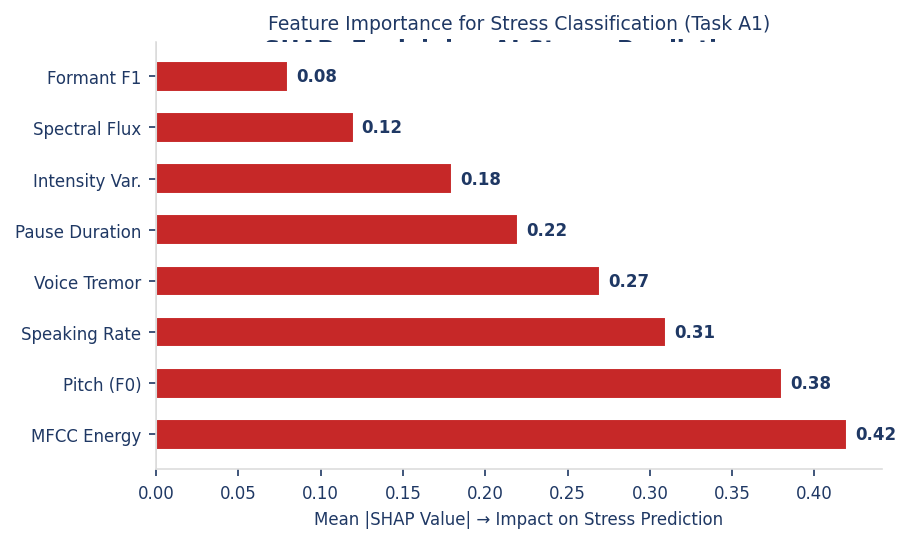 Feature Importance for Stress Classification (Task A1)
Formant F1 0.08
Spectral Flux 0.12
Intensity Var. 0.18
Pause Duration 0.22
Voice Tremor 0.27
Speaking Rate 0.31
Pitch (F0) 0.38
MFCC Energy 0.42
0.00 0.05 0.10 0.15 0.20 0.25 0.30 0.35 0.40
Mean |SHAP Value| → Impact on Stress Prediction